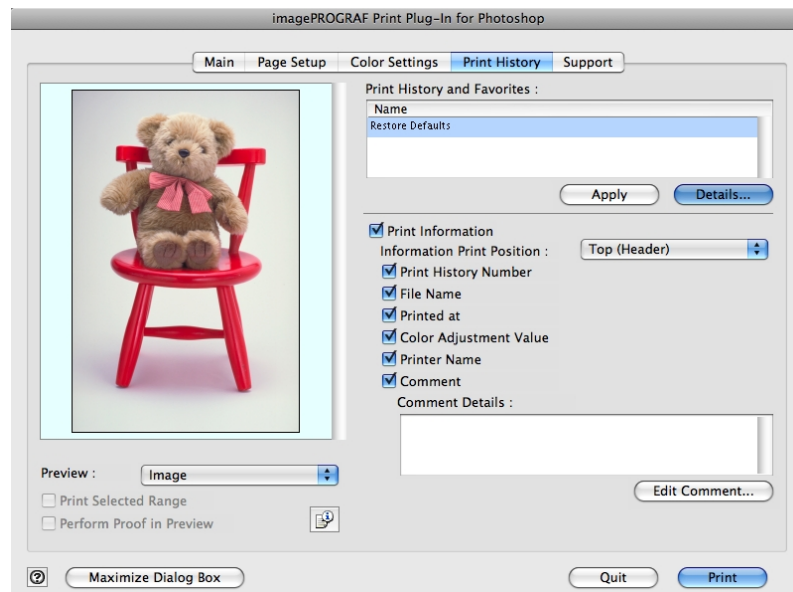 imagePROGRAF Print Plug-In for Photoshop
Main Page Setup Color Settings Print History Support
Print History and Favorites :
Name
Restore Defaults
Apply Details...
Print Information
Information Print Position : Top (Header)
Print History Number
File Name
Printed at
Color Adjustment Value
Printer Name
Comment
Comment Details :
Edit Comment...
Preview : Image
Print Selected Range
Perform Proof in Preview
? Maximize Dialog Box Quit Print